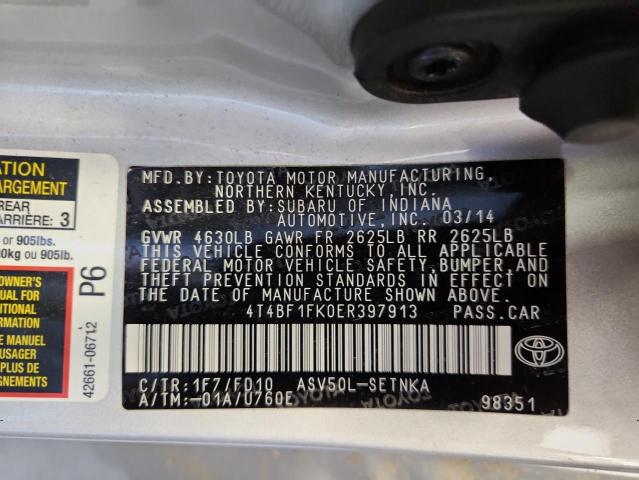 ATION
ARGEMENT
REAR
ARRIÈRE: 3
or 905lbs.
0kg ou 905lb.
OWNER'S
UAL FOR
ITIONAL
RMATION
LE MANUEL
'USAGER
PLUS DE
IGNEMENTS
P6
42661-06712
MFD.BY:TOYOTA MOTOR MANUFACTURING,
NORTHERN KENTUCKY,INC.
ASSEMBLED BY:SUBARU OF INDIANA
AUTOMOTIVE,INC. 03/14
GVWR 4630LB GAWR FR 2625LB RR 2625LB
THIS VEHICLE CONFORMS TO ALL APPLICABLE
FEDERAL MOTOR VEHICLE SAFETY,BUMPER,AND
THEFT PREVENTION STANDARDS IN EFFECT ON
THE DATE OF MANUFACTURE SHOWN ABOVE.
4T4BF1FK0ER397913 PASS.CAR
C/TR:1F7/FD10 ASV50L-SETNKA
A/TM:-01A/U760E 98351
TOYOTA